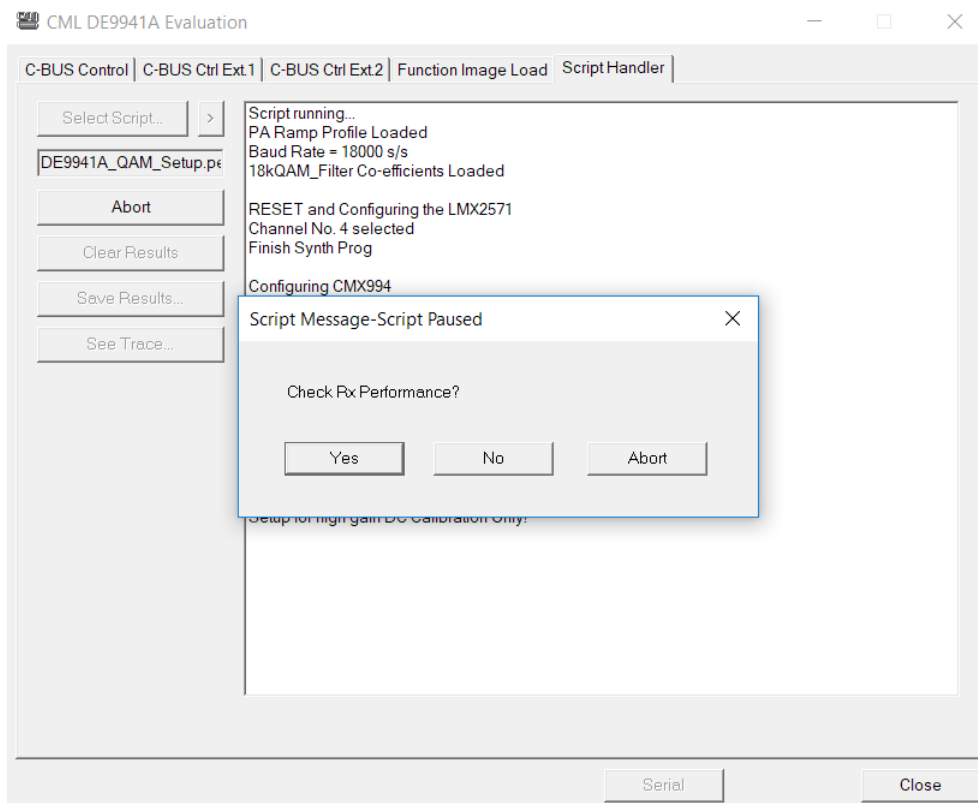 CML DE9941A Evaluation
C-BUS Control
C-BUS Ctrl Ext.1
C-BUS Ctrl Ext.2
Function Image Load
Script Handler
Select Script...
>
DE9941A_QAM_Setup.pe
Abort
Clear Results
Save Results...
See Trace...
Script running...
PA Ramp Profile Loaded
Baud Rate = 18000 s/s
18kQAM_Filter Co-efficients Loaded
RESET and Configuring the LMX2571
Channel No. 4 selected
Finish Synth Prog
Configuring CMX994
Script Message-Script Paused
Check Rx Performance?
Yes
No
Abort
Setup for high gain DC Calibration Only!
Serial
Close